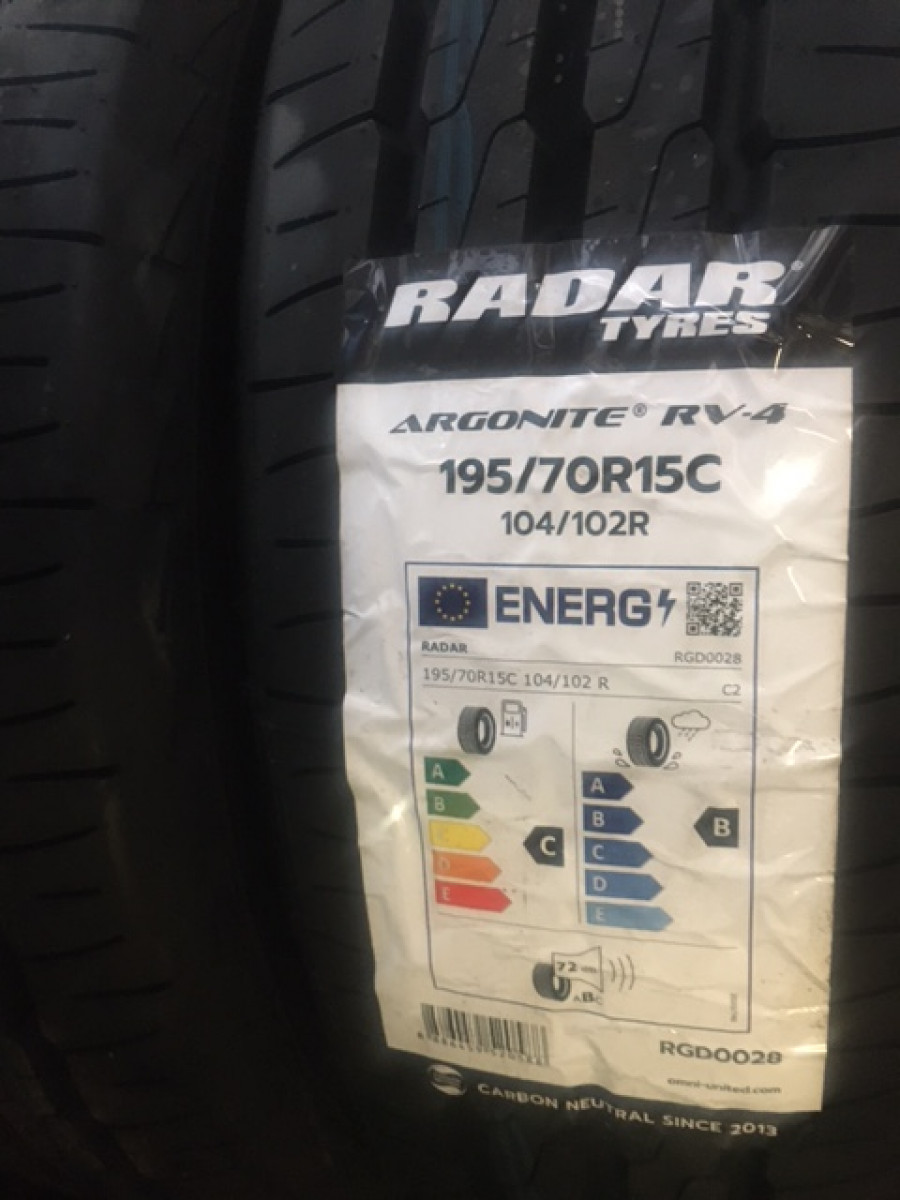 RADAR®
TYRES
ARGONITE® RV-4
195/70R15C
104/102R
ENERG
RADAR
RGD0028
195/70R15C 104/102 R
C2
A
B
C
D
E
C
A
B
C
D
E
B
72 dB
ABC
RGD0028
omni-united.com
CARBON NEUTRAL SINCE 2013